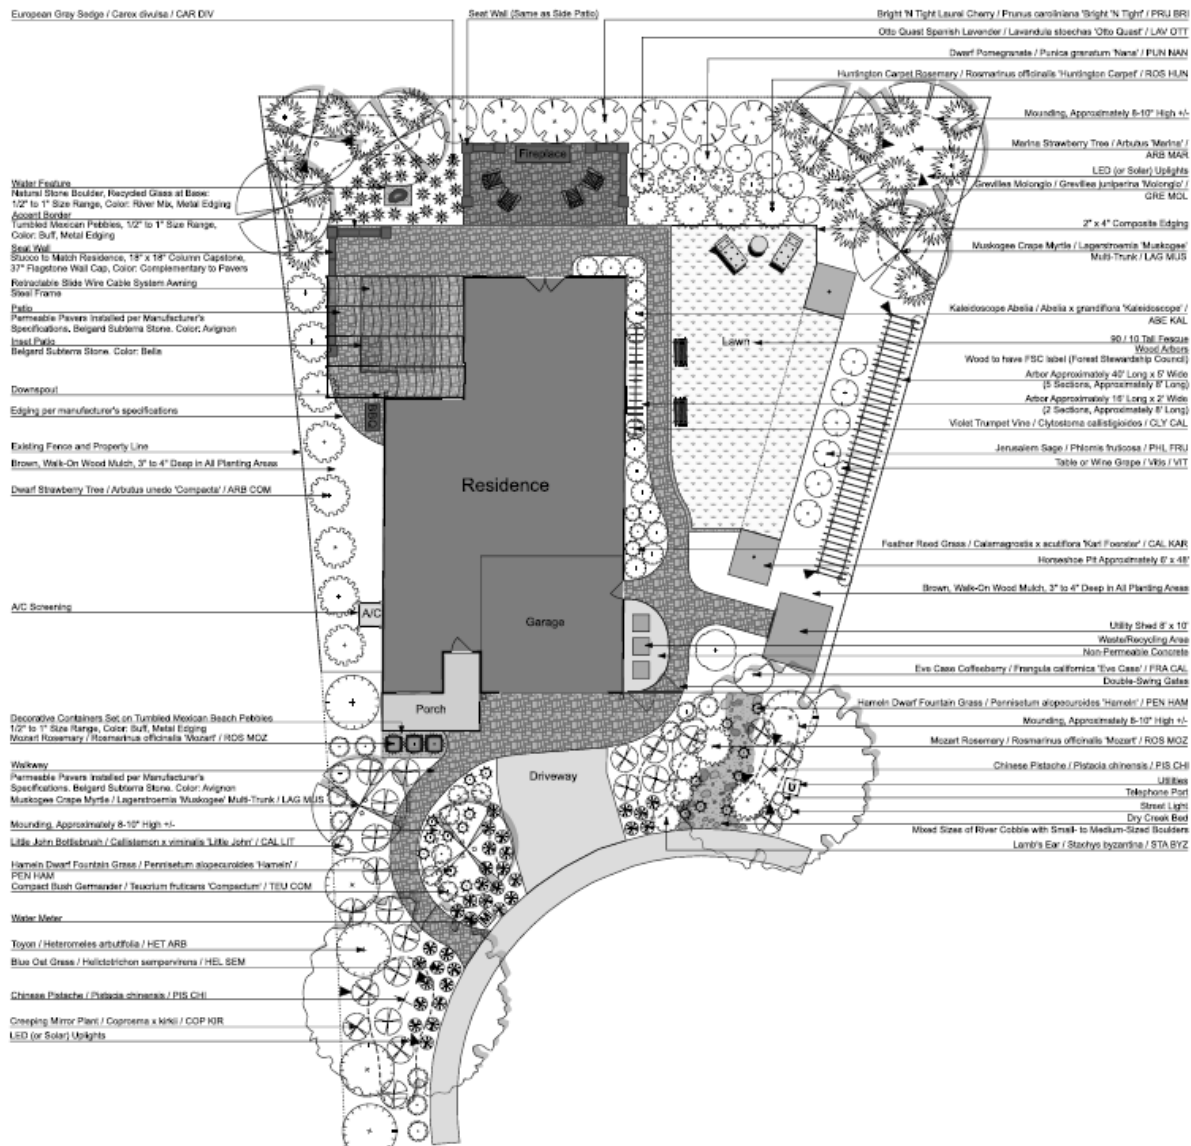 European Gray Sedge / Carex divulsa / CAR DIV
Seat Wall (Same as Side Patio)
Bright 'N Tight Laurel Cherry / Prunus caroliniana 'Bright 'N Tight' / PRU BRI
Otto Quast Spanish Lavender / Lavandula stoechas 'Otto Quast' / LAV OTT
Dwarf Pomegranate / Punica granatum 'Nana' / PUN NAN
Huntington Carpet Rosemary / Rosmarinus officinalis 'Huntington Carpet' / ROS HUN
Mounding, Approximately 8-10" High +/-
Marina Strawberry Tree / Arbutus 'Marina' /
ARB MAR
LED (or Solar) Uplights
Grevillea Molonglo / Grevillea juniperina 'Molonglo' /
GRE MOL
2" x 4" Composite Edging
Muskogee Crape Myrtle / Lagerstroemia 'Muskogee'
Multi-Trunk / LAG MUS
Kaleidoscope Abelia / Abelia x grandiflora 'Kaleidoscope' /
ABE KAL
90 / 10 Tall Fescue
Wood Arbors
Wood to have FSC label (Forest Stewardship Council)
Arbor Approximately 40' Long x 5' Wide
(5 Sections, Approximately 8' Long)
Arbor Approximately 16' Long x 2' Wide
(2 Sections, Approximately 8' Long)
Violet Trumpet Vine / Clytostoma callistigioides / CLY CAL
Jerusalem Sage / Phlomis fruticosa / PHL FRU
Table or Wine Grape / Vitis / VIT
Feather Reed Grass / Calamagrostis x acutiflora 'Karl Foerster' / CAL KAR
Horseshoe Pit Approximately 6' x 48'
Brown, Walk-On Wood Mulch, 3" to 4" Deep in All Planting Areas
Utility Shed 8' x 10'
Waste/Recycling Area
Non-Permeable Concrete
Eve Case Coffeeberry / Frangula californica 'Eve Case' / FRA CAL
Double-Swing Gates
Hameln Dwarf Fountain Grass / Pennisetum alopecuroides 'Hameln' / PEN HAM
Mounding, Approximately 8-10" High +/-
Mozart Rosemary / Rosmarinus officinalis 'Mozart' / ROS MOZ
Chinese Pistache / Pistacia chinensis / PIS CHI
Utilities
Telephone Port
Street Light
Dry Creek Bed
Mixed Sizes of River Cobble with Small- to Medium-Sized Boulders
Lamb's Ear / Stachys byzantina / STA BYZ
Water Feature
Natural Stone Boulder, Recycled Glass at Base:
1/2" to 1" Size Range, Color: River Mix, Metal Edging
Accent Border
Tumbled Mexican Pebbles, 1/2" to 1" Size Range,
Color: Buff, Metal Edging
Seat Wall
Stucco to Match Residence, 18" x 18" Column Capstone,
37" Flagstone Wall Cap, Color: Complementary to Pavers
Retractable Slide Wire Cable System Awning
Steel Frame
Patio
Permeable Pavers Installed per Manufacturer's
Specifications. Belgard Subterra Stone. Color: Avignon
Inset Patio
Belgard Subterra Stone. Color: Bella
Downspout
Edging per manufacturer's specifications
Existing Fence and Property Line
Brown, Walk-On Wood Mulch, 3" to 4" Deep in All Planting Areas
Dwarf Strawberry Tree / Arbutus unedo 'Compacta' / ARB COM
A/C Screening
Decorative Containers Set on Tumbled Mexican Beach Pebbles
1/2" to 1" Size Range, Color: Buff, Metal Edging
Mozart Rosemary / Rosmarinus officinalis 'Mozart' / ROS MOZ
Walkway
Permeable Pavers Installed per Manufacturer's
Specifications. Belgard Subterra Stone. Color: Avignon
Muskogee Crape Myrtle / Lagerstroemia 'Muskogee' Multi-Trunk / LAG MUS
Mounding, Approximately 8-10" High +/-
Little John Bottlebrush / Callistemon x viminalis 'Little John' / CAL LIT
Hameln Dwarf Fountain Grass / Pennisetum alopecuroides 'Hameln' /
PEN HAM
Compact Bush Germander / Teucrium fruticans 'Compactum' / TEU COM
Water Meter
Toyon / Heteromeles arbutifolia / HET ARB
Blue Oat Grass / Helictotrichon sempervirens / HEL SEM
Chinese Pistache / Pistacia chinensis / PIS CHI
Creeping Mirror Plant / Coprosma x kirkii / COP KIR
LED (or Solar) Uplights
Fireplace
Lawn
BBQ
Residence
A/C
Garage
Porch
Driveway
U
M